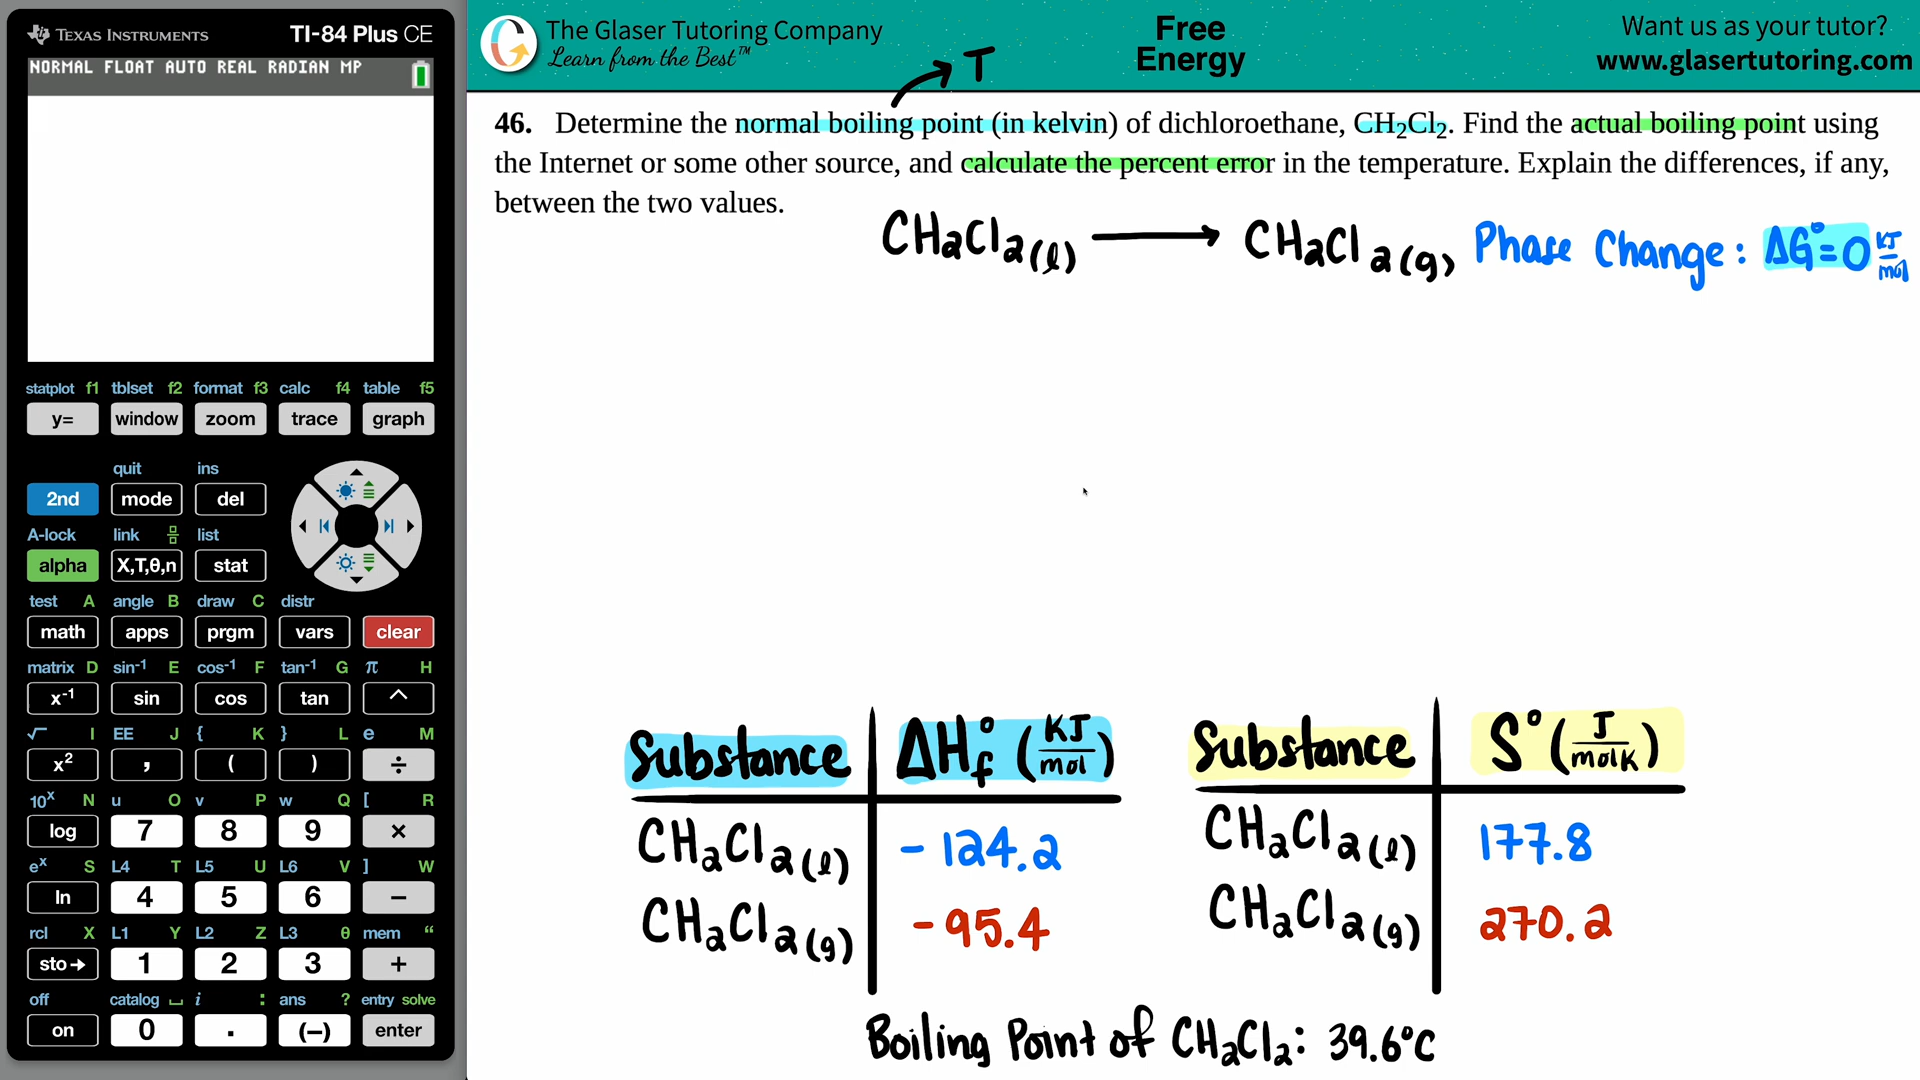 TEXAS INSTRUMENTS TI-84 Plus CE
NORMAL FLOAT AUTO REAL RADIAN MP
statplot f1 tblset f2 format f3 calc f4 table f5
y= window zoom trace graph
quit ins
2nd mode del
A-lock link list
alpha X,T,θ,n stat
test A angle B draw C distr
math apps prgm vars clear
matrix D sin⁻¹ E cos⁻¹ F tan⁻¹ G π H
x⁻¹ sin cos tan ^
√ I EE J { K } L e M
x² , ( ) ÷
10ˣ N u O v P w Q [ R
log 7 8 9 ×
eˣ S L4 T L5 U L6 V ] W
ln 4 5 6 −
rcl X L1 Y L2 Z L3 θ mem “
sto→ 1 2 3 +
off catalog ⎵ i : ans ? entry solve
on 0 . (−) enter
The Glaser Tutoring Company
Learn from the Best™
Free
Energy
Want us as your tutor?
www.glasertutoring.com
T
46. Determine the normal boiling point (in kelvin) of dichloroethane, CH₂Cl₂. Find the actual boiling point using
the Internet or some other source, and calculate the percent error in the temperature. Explain the differences, if any,
between the two values.
CH₂Cl₂(l) → CH₂Cl₂(g) Phase Change: ΔG°=0 KJ/mol
Substance ΔH°f (KJ/mol)
CH₂Cl₂(l) -124.2
CH₂Cl₂(g) -95.4
Substance S° (J/molK)
CH₂Cl₂(l) 177.8
CH₂Cl₂(g) 270.2
Boiling Point of CH₂Cl₂: 39.6°C